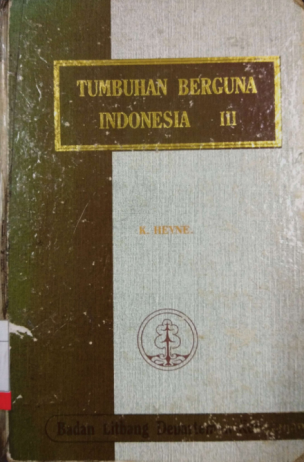 TUMBUHAN BERGUNA
INDONESIA III
K. HEYNE.
Badan Litbang